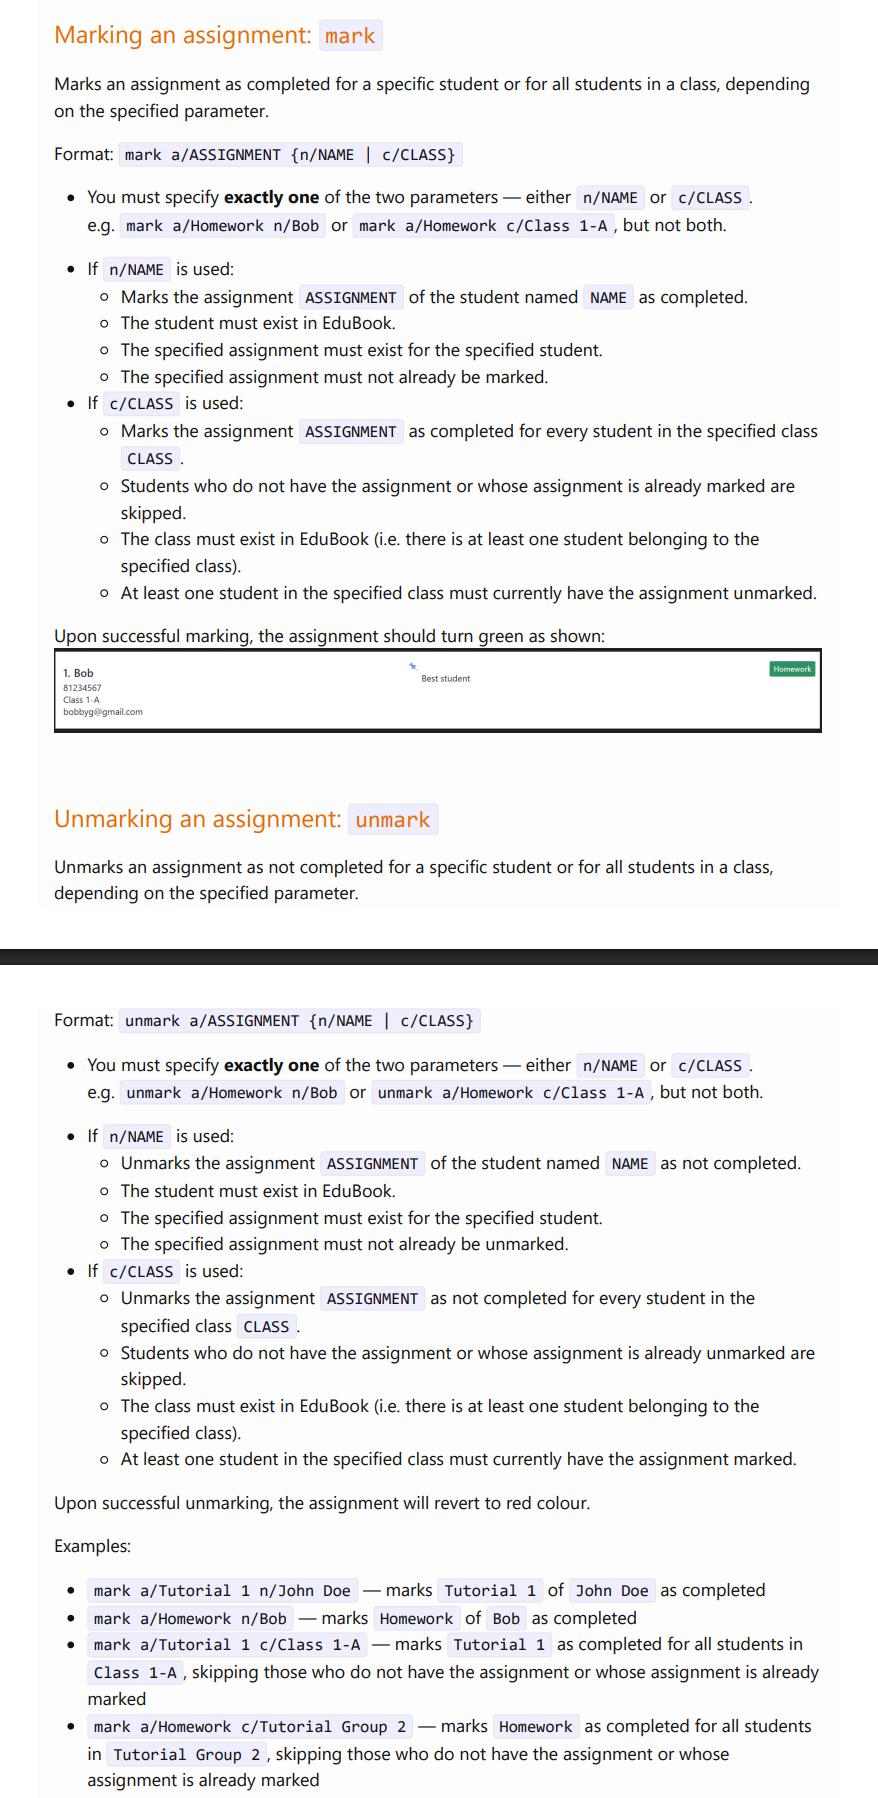 Marking an assignment: mark
Marks an assignment as completed for a specific student or for all students in a class, depending
on the specified parameter.
Format: mark a/ASSIGNMENT {n/NAME | c/CLASS}
• You must specify exactly one of the two parameters — either n/NAME or c/CLASS.
e.g. mark a/Homework n/Bob or mark a/Homework c/Class 1-A, but not both.
• If n/NAME is used:
○ Marks the assignment ASSIGNMENT of the student named NAME as completed.
○ The student must exist in EduBook.
○ The specified assignment must exist for the specified student.
○ The specified assignment must not already be marked.
• If c/CLASS is used:
○ Marks the assignment ASSIGNMENT as completed for every student in the specified class
CLASS.
○ Students who do not have the assignment or whose assignment is already marked are
skipped.
○ The class must exist in EduBook (i.e. there is at least one student belonging to the
specified class).
○ At least one student in the specified class must currently have the assignment unmarked.
Upon successful marking, the assignment should turn green as shown:
1. Bob
81234567
Class 1-A
bobbyg@gmail.com
Best student
Homework
Unmarking an assignment: unmark
Unmarks an assignment as not completed for a specific student or for all students in a class,
depending on the specified parameter.
Format: unmark a/ASSIGNMENT {n/NAME | c/CLASS}
• You must specify exactly one of the two parameters — either n/NAME or c/CLASS.
e.g. unmark a/Homework n/Bob or unmark a/Homework c/Class 1-A, but not both.
• If n/NAME is used:
○ Unmarks the assignment ASSIGNMENT of the student named NAME as not completed.
○ The student must exist in EduBook.
○ The specified assignment must exist for the specified student.
○ The specified assignment must not already be unmarked.
• If c/CLASS is used:
○ Unmarks the assignment ASSIGNMENT as not completed for every student in the
specified class CLASS.
○ Students who do not have the assignment or whose assignment is already unmarked are
skipped.
○ The class must exist in EduBook (i.e. there is at least one student belonging to the
specified class).
○ At least one student in the specified class must currently have the assignment marked.
Upon successful unmarking, the assignment will revert to red colour.
Examples:
• mark a/Tutorial 1 n/John Doe — marks Tutorial 1 of John Doe as completed
• mark a/Homework n/Bob — marks Homework of Bob as completed
• mark a/Tutorial 1 c/Class 1-A — marks Tutorial 1 as completed for all students in
Class 1-A, skipping those who do not have the assignment or whose assignment is already
marked
• mark a/Homework c/Tutorial Group 2 — marks Homework as completed for all students
in Tutorial Group 2, skipping those who do not have the assignment or whose
assignment is already marked